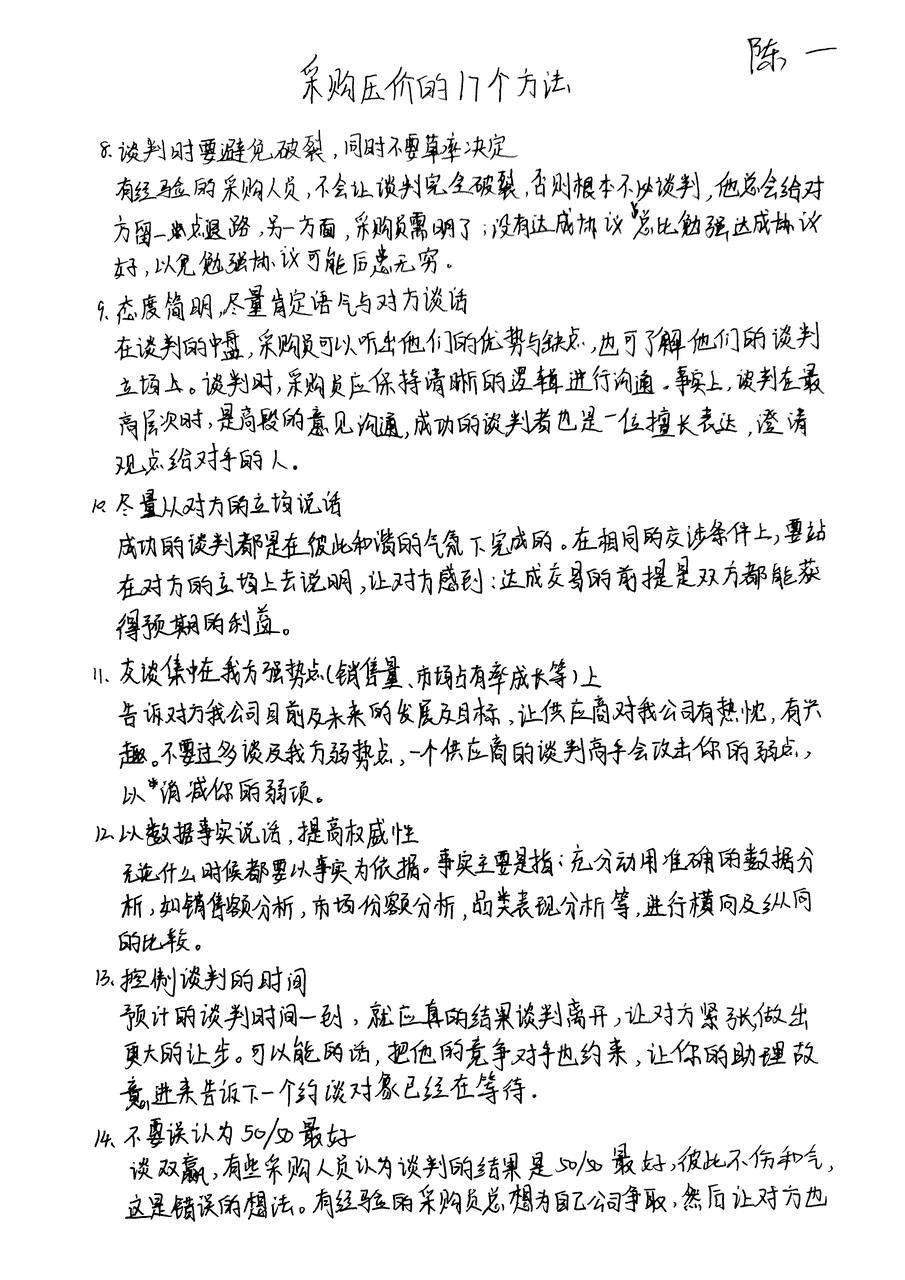 陈一
采购压价的17个方法
8.谈判时要避免破裂,同时不要草率决定
有经验的采购人员,不会让谈判完全破裂,否则根本不必谈判,他总会给对
方留一些点退路,另一方面,采购员需明了;没有达成协议总比勉强达成协议
好,以免勉强协议可能后患无穷。
9.态度简明,尽量肯定语气与对方谈话
在谈判的中盘,采购员可以听出他们的优势与缺点,也可了解他们的谈判
立场上。谈判时,采购员应保持清晰的逻辑进行沟通。事实上,谈判在最
高层次时,是高段的意见沟通,成功的谈判者也是一位擅长表达,澄清
观点给对手的人.
10.尽量从对方的立场说话
成功的谈判都是在彼此和谐的气氛下完成的。在相同的交涉条件上,要站
在对方的立场上去说明,让对方感到:达成交易的前提是双方都能获
得预期的利益。
11、交谈集中在我方强势点(销售量、市场占有率成长等)上
告诉对方我公司目前及未来的发展及目标,让供应商对我公司有热忱,有兴
趣。不要过多谈及我方弱势点,一个供应商的谈判高手会攻击你的弱点,
以消减你的弱项。
12.以数据事实说话,提高权威性
无论什么时候都要以事实为依据。事实主要是指:充分动用准确的数据分
析,如销售额分析,市场份额分析,品类表现分析等,进行横向及纵向
的比较。
13、控制谈判的时间
预计的谈判时间一到,就应真的结果谈判离开,让对方紧张,做出
更大的让步。可以能的话,把他的竞争对手也约来,让你的助理故
意进来告诉下一个约谈对象已经在等待.
14.不要误认为50/50最好
谈双赢,有些采购人员认为谈判的结果是50/50最好,彼此不伤和气,
这是错误的想法。有经验的采购员总想为自己公司争取,然后让对方也